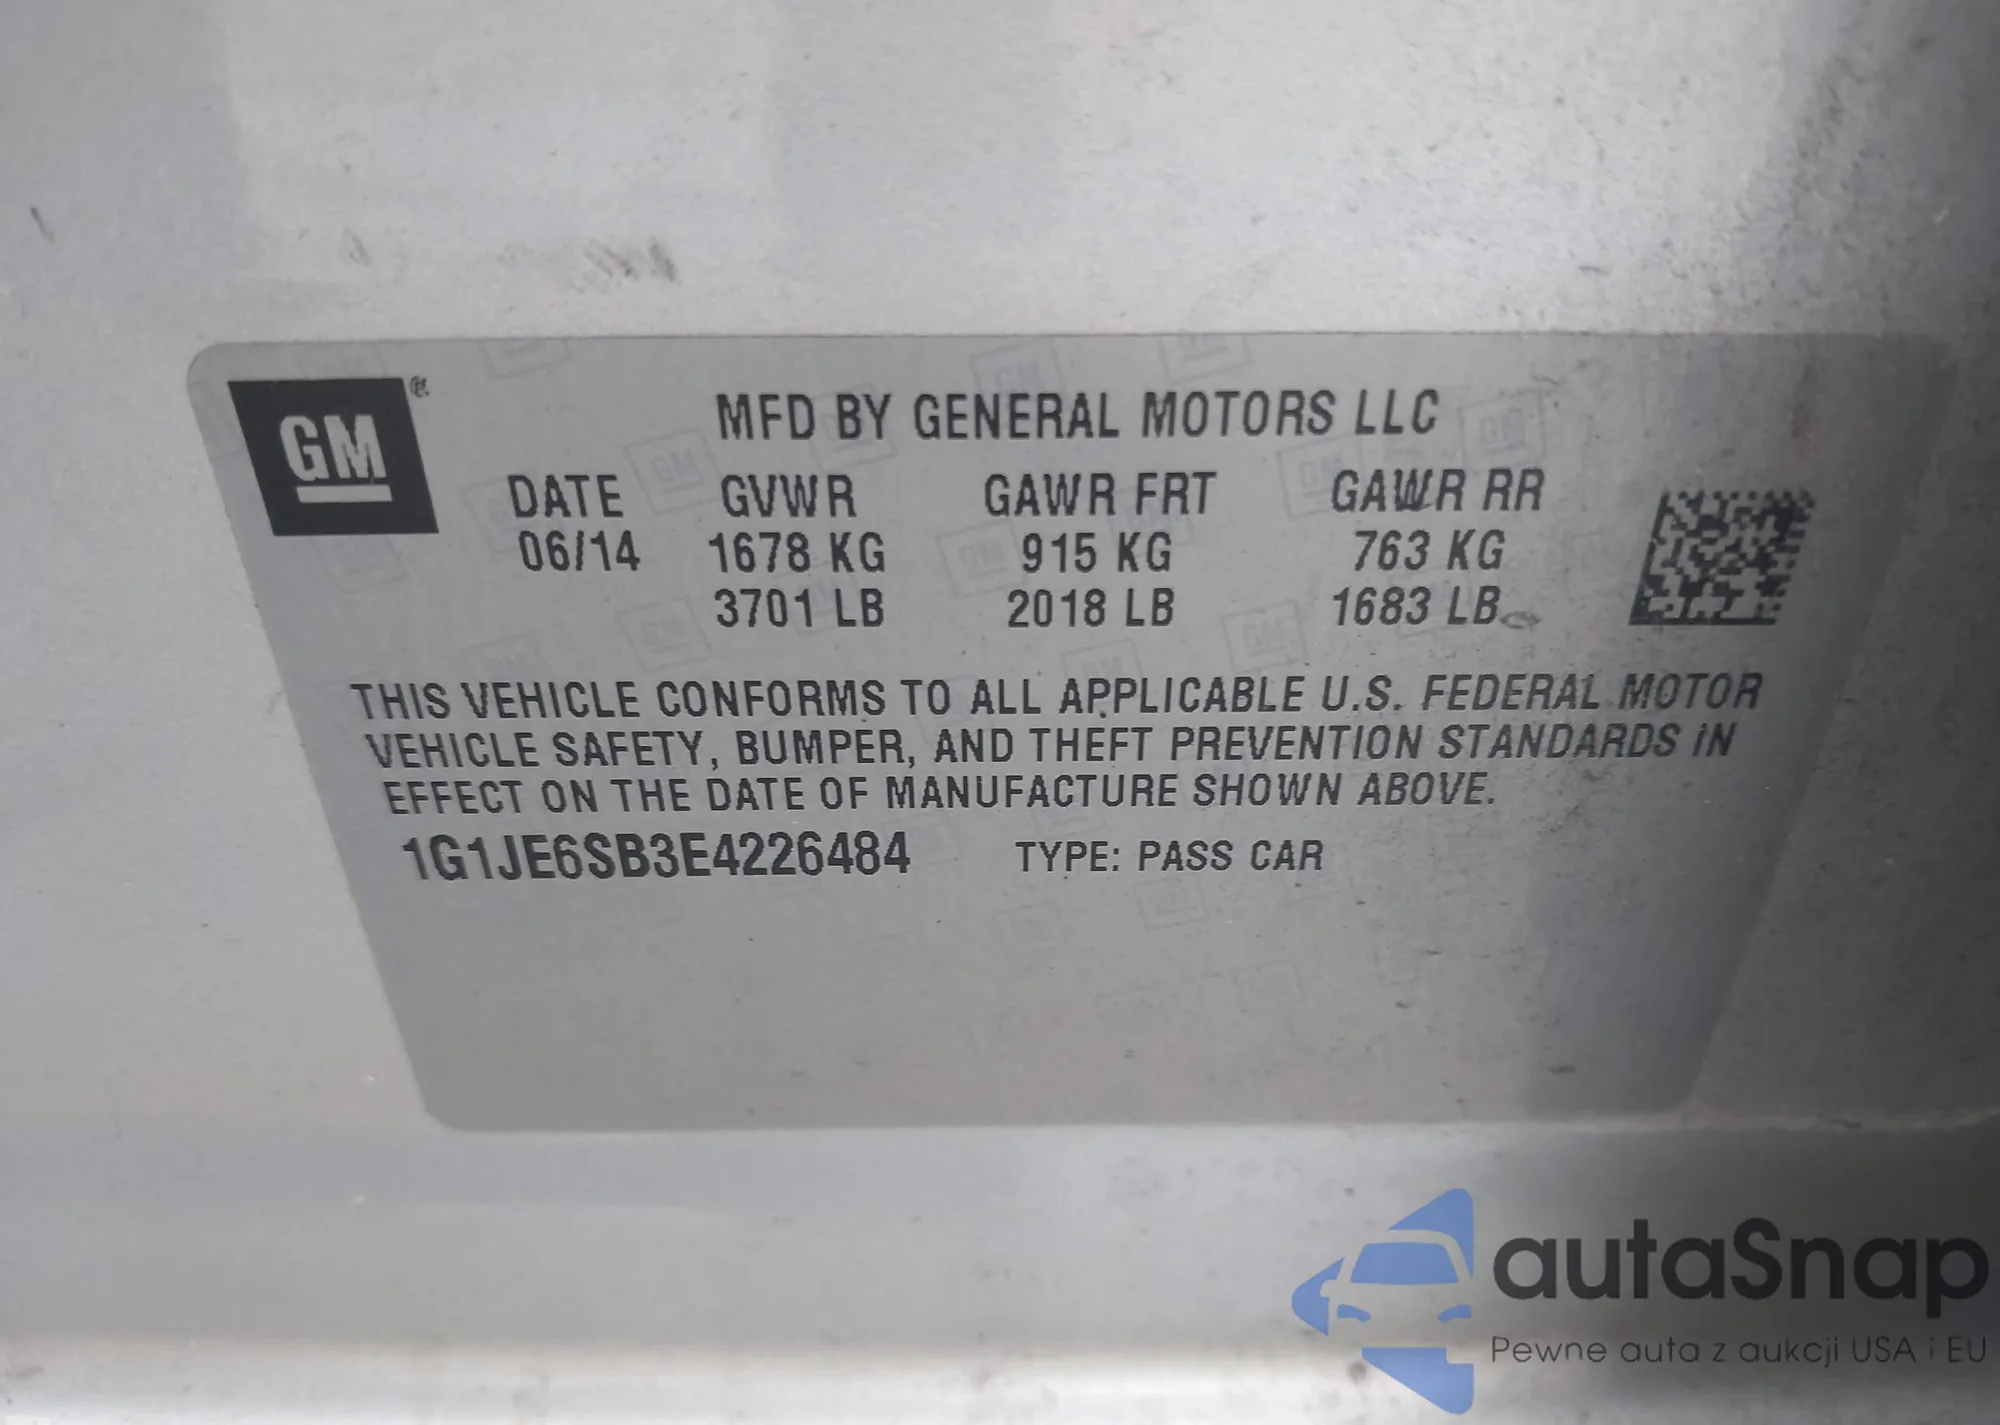 GM ®
MFD BY GENERAL MOTORS LLC
DATE GVWR GAWR FRT GAWR RR
06/14 1678 KG 915 KG 763 KG
3701 LB 2018 LB 1683 LB
THIS VEHICLE CONFORMS TO ALL APPLICABLE U.S. FEDERAL MOTOR
VEHICLE SAFETY, BUMPER, AND THEFT PREVENTION STANDARDS IN
EFFECT ON THE DATE OF MANUFACTURE SHOWN ABOVE.
1G1JE6SB3E4226484 TYPE: PASS CAR
autaSnap
Pewne auta z aukcji USA i EU